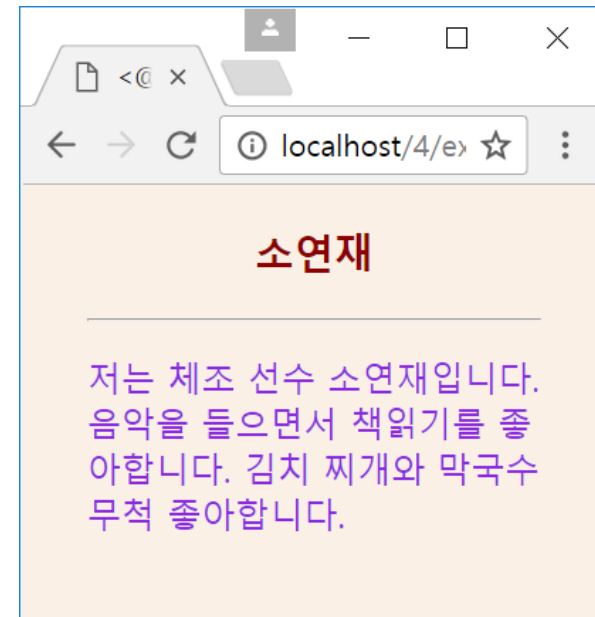 <@
localhost/4/ex
소연재
저는 체조 선수 소연재입니다.
음악을 들으면서 책읽기를 좋
아합니다. 김치 찌개와 막국수
무척 좋아합니다.